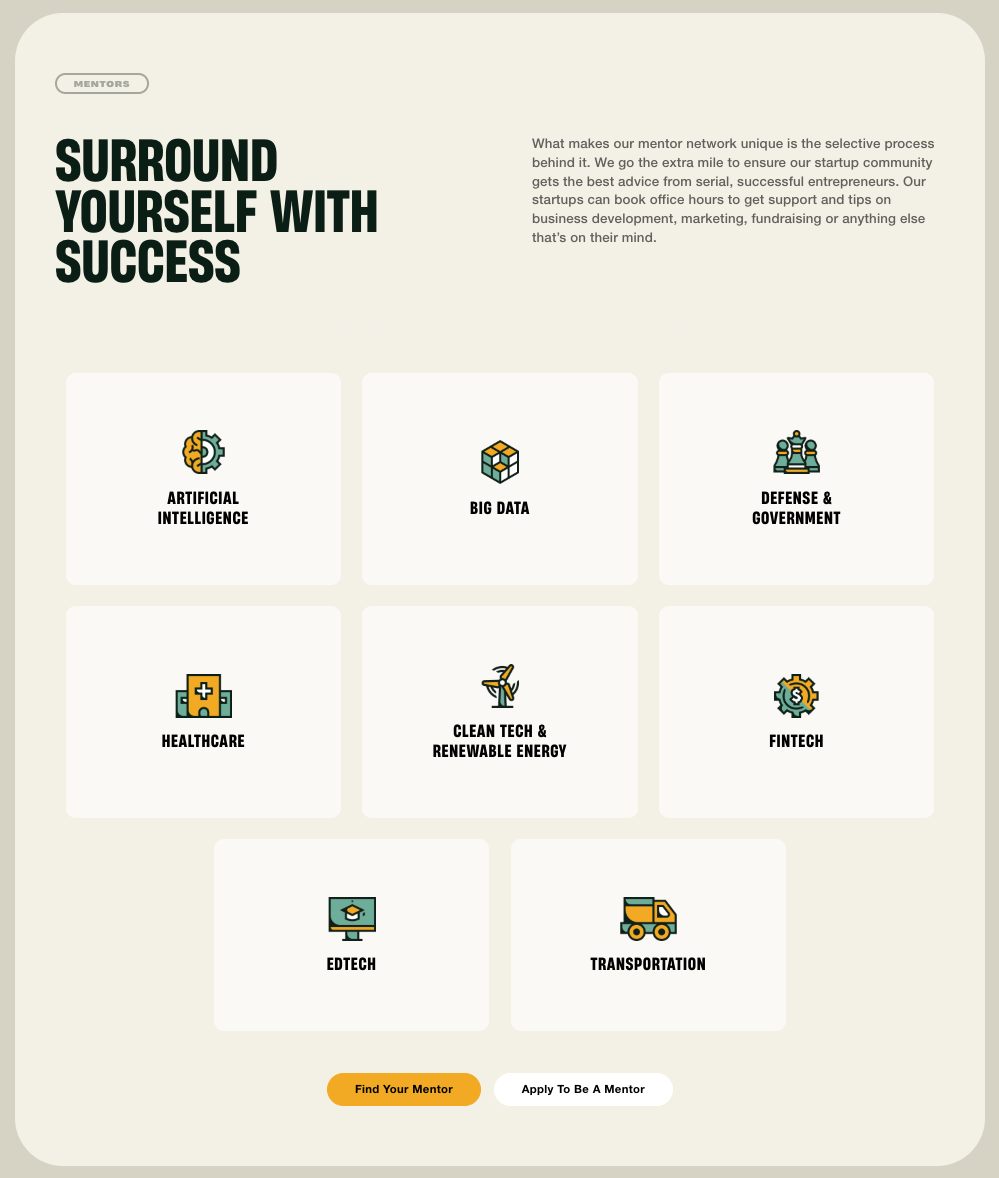 MENTORS
SURROUND
YOURSELF WITH
SUCCESS
What makes our mentor network unique is the selective process
behind it. We go the extra mile to ensure our startup community
gets the best advice from serial, successful entrepreneurs. Our
startups can book office hours to get support and tips on
business development, marketing, fundraising or anything else
that’s on their mind.
ARTIFICIAL
INTELLIGENCE
BIG DATA
DEFENSE &
GOVERNMENT
HEALTHCARE
CLEAN TECH &
RENEWABLE ENERGY
$
FINTECH
EDTECH
TRANSPORTATION
Find Your Mentor
Apply To Be A Mentor